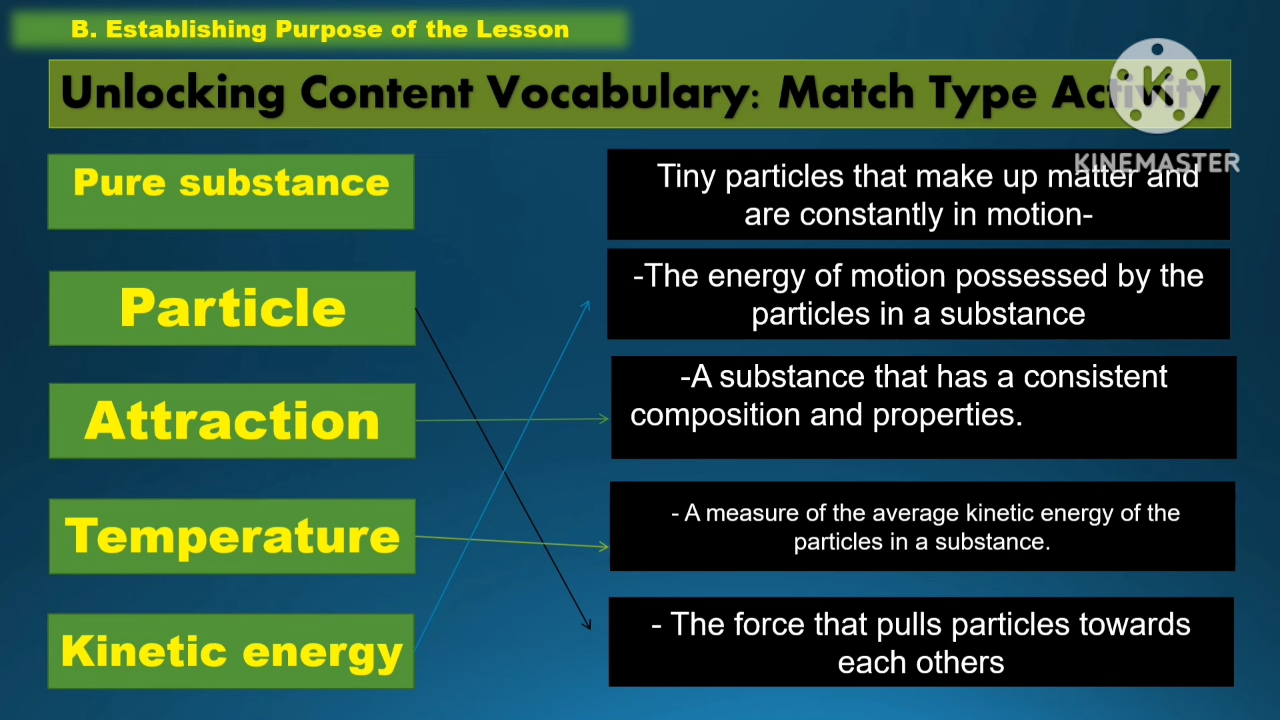 B. Establishing Purpose of the Lesson
Unlocking Content Vocabulary: Match Type Activity
KINEMASTER
Pure substance
Tiny particles that make up matter and
are constantly in motion-
Particle
-The energy of motion possessed by the
particles in a substance
Attraction
-A substance that has a consistent
composition and properties.
Temperature
- A measure of the average kinetic energy of the
particles in a substance.
Kinetic energy
- The force that pulls particles towards
each others